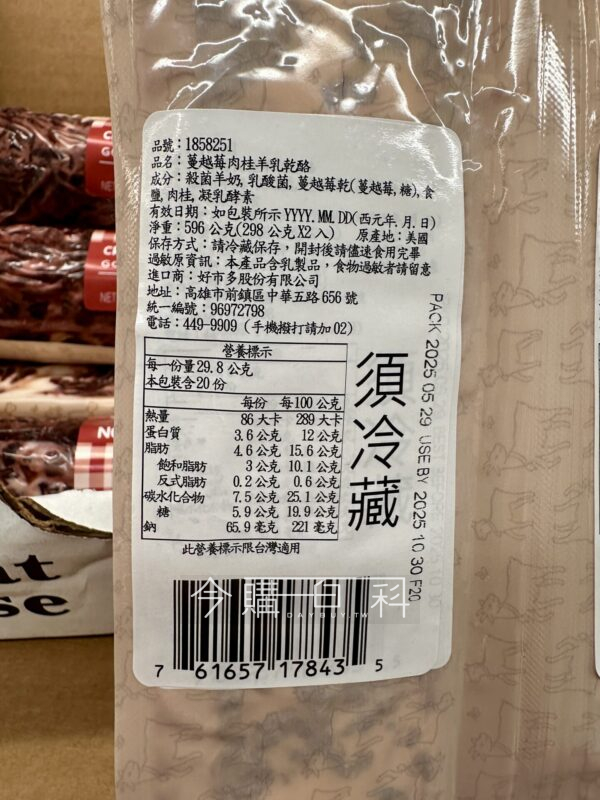 品號：1858251
品名：蔓越莓肉桂羊乳乾酪
成分：殺菌羊奶, 乳酸菌, 蔓越莓乾(蔓越莓, 糖), 食
鹽, 肉桂, 凝乳酵素
有效日期：如包裝所示 YYYY. MM. DD(西元年. 月. 日)
淨重：596 公克(298 公克X2 入) 原產地：美國
保存方式：請冷藏保存，開封後請儘速食用完畢
過敏原資訊：本產品含乳製品，食物過敏者請留意
進口商：好市多股份有限公司
地址：高雄市前鎮區中華五路 656 號
統一編號：96972798
電話：449-9909（手機撥打請加 02）
營養標示
每一份量 29.8 公克
本包裝含 20 份
每份 每 100 公克
熱量 86 大卡 289 大卡
蛋白質 3.6 公克 12 公克
脂肪 4.6 公克 15.6 公克
飽和脂肪 3 公克 10.1 公克
反式脂肪 0.2 公克 0.6 公克
碳水化合物 7.5 公克 25.1 公克
糖 5.9 公克 19.9 公克
鈉 65.9 毫克 221 毫克
此營養標示限台灣適用
須冷藏
PACK 2025 05 29 USE BY 2025 10 30 F20
今購百科
DAYBUY.TW
7 61657 17843 5